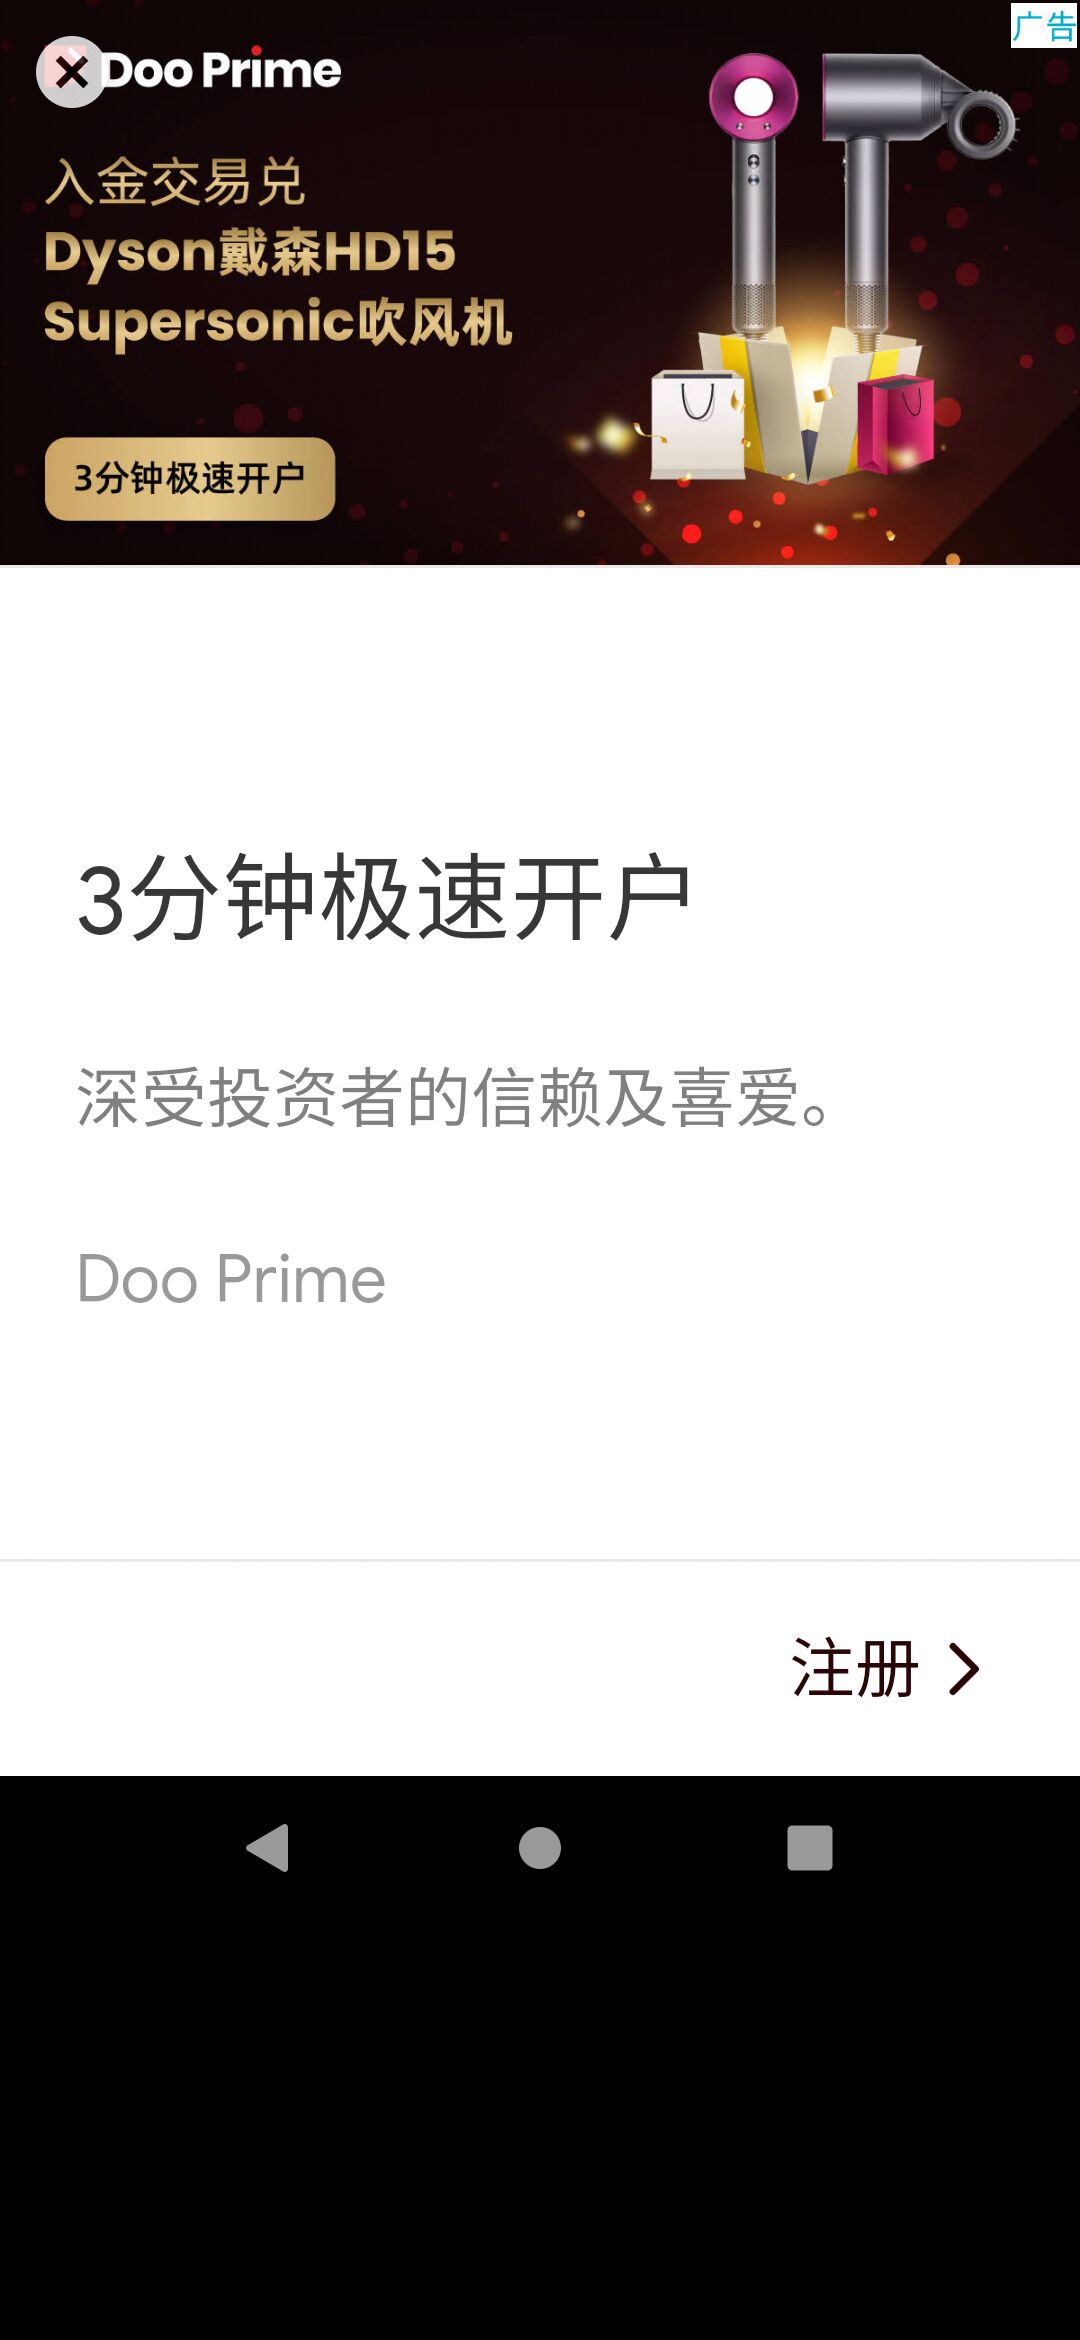 广告
Doo Prime
入金交易兑
Dyson戴森HD15
Supersonic吹风机
3分钟极速开户
3分钟极速开户
深受投资者的信赖及喜爱。
Doo Prime
注册